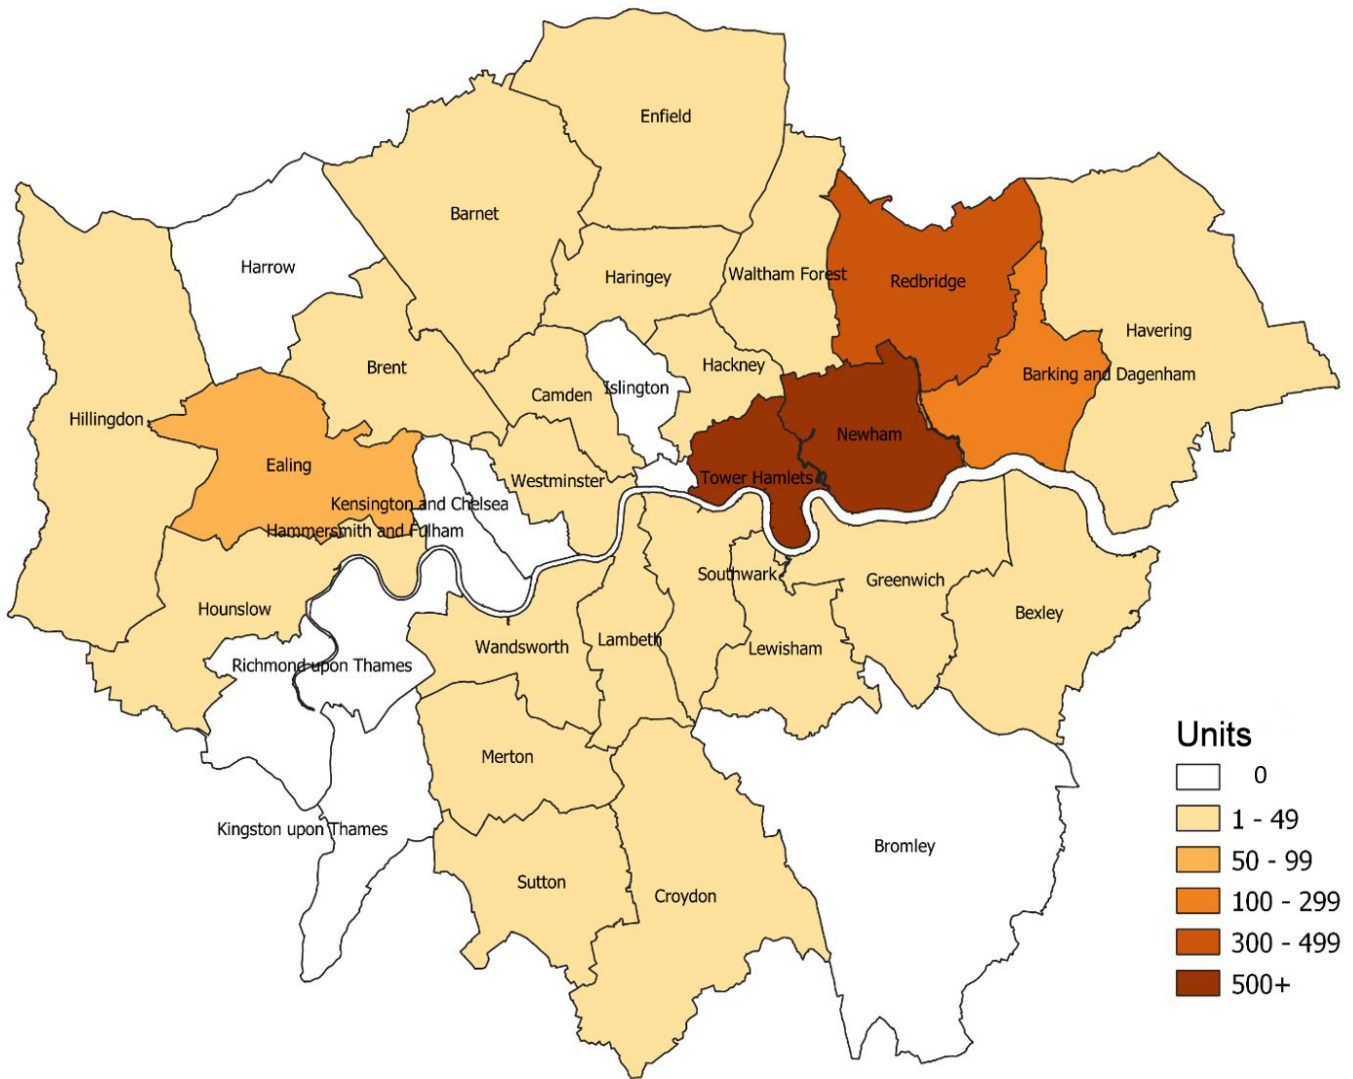 Enfield
Barnet
Harrow
Haringey
Waltham Forest
Redbridge
Havering
Brent
Hackney
Barking and Dagenham
Islington
Camden
Hillingdon
Newham
Ealing
Tower Hamlets
Westminster
Kensington and Chelsea
Hammersmith and Fulham
Southwark
Greenwich
Hounslow
Bexley
Lambeth
Wandsworth
Lewisham
Richmond upon Thames
Merton
Kingston upon Thames
Bromley
Sutton
Croydon
Units
0
1 - 49
50 - 99
100 - 299
300 - 499
500+